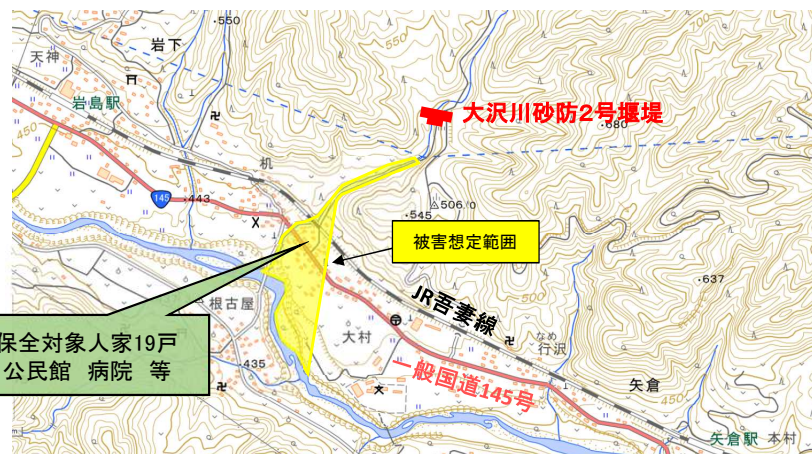 550
岩下
天神
700
550
岩島駅
大沢川砂防2号堰堤
680
450
机
145
443
506.0
545
被害想定範囲
637
根古屋
JR吾妻線
保全対象人家19戸
公民館 病院 等
大村
なめ
行沢
435
一般国道145号
矢倉
450
矢倉駅
本村